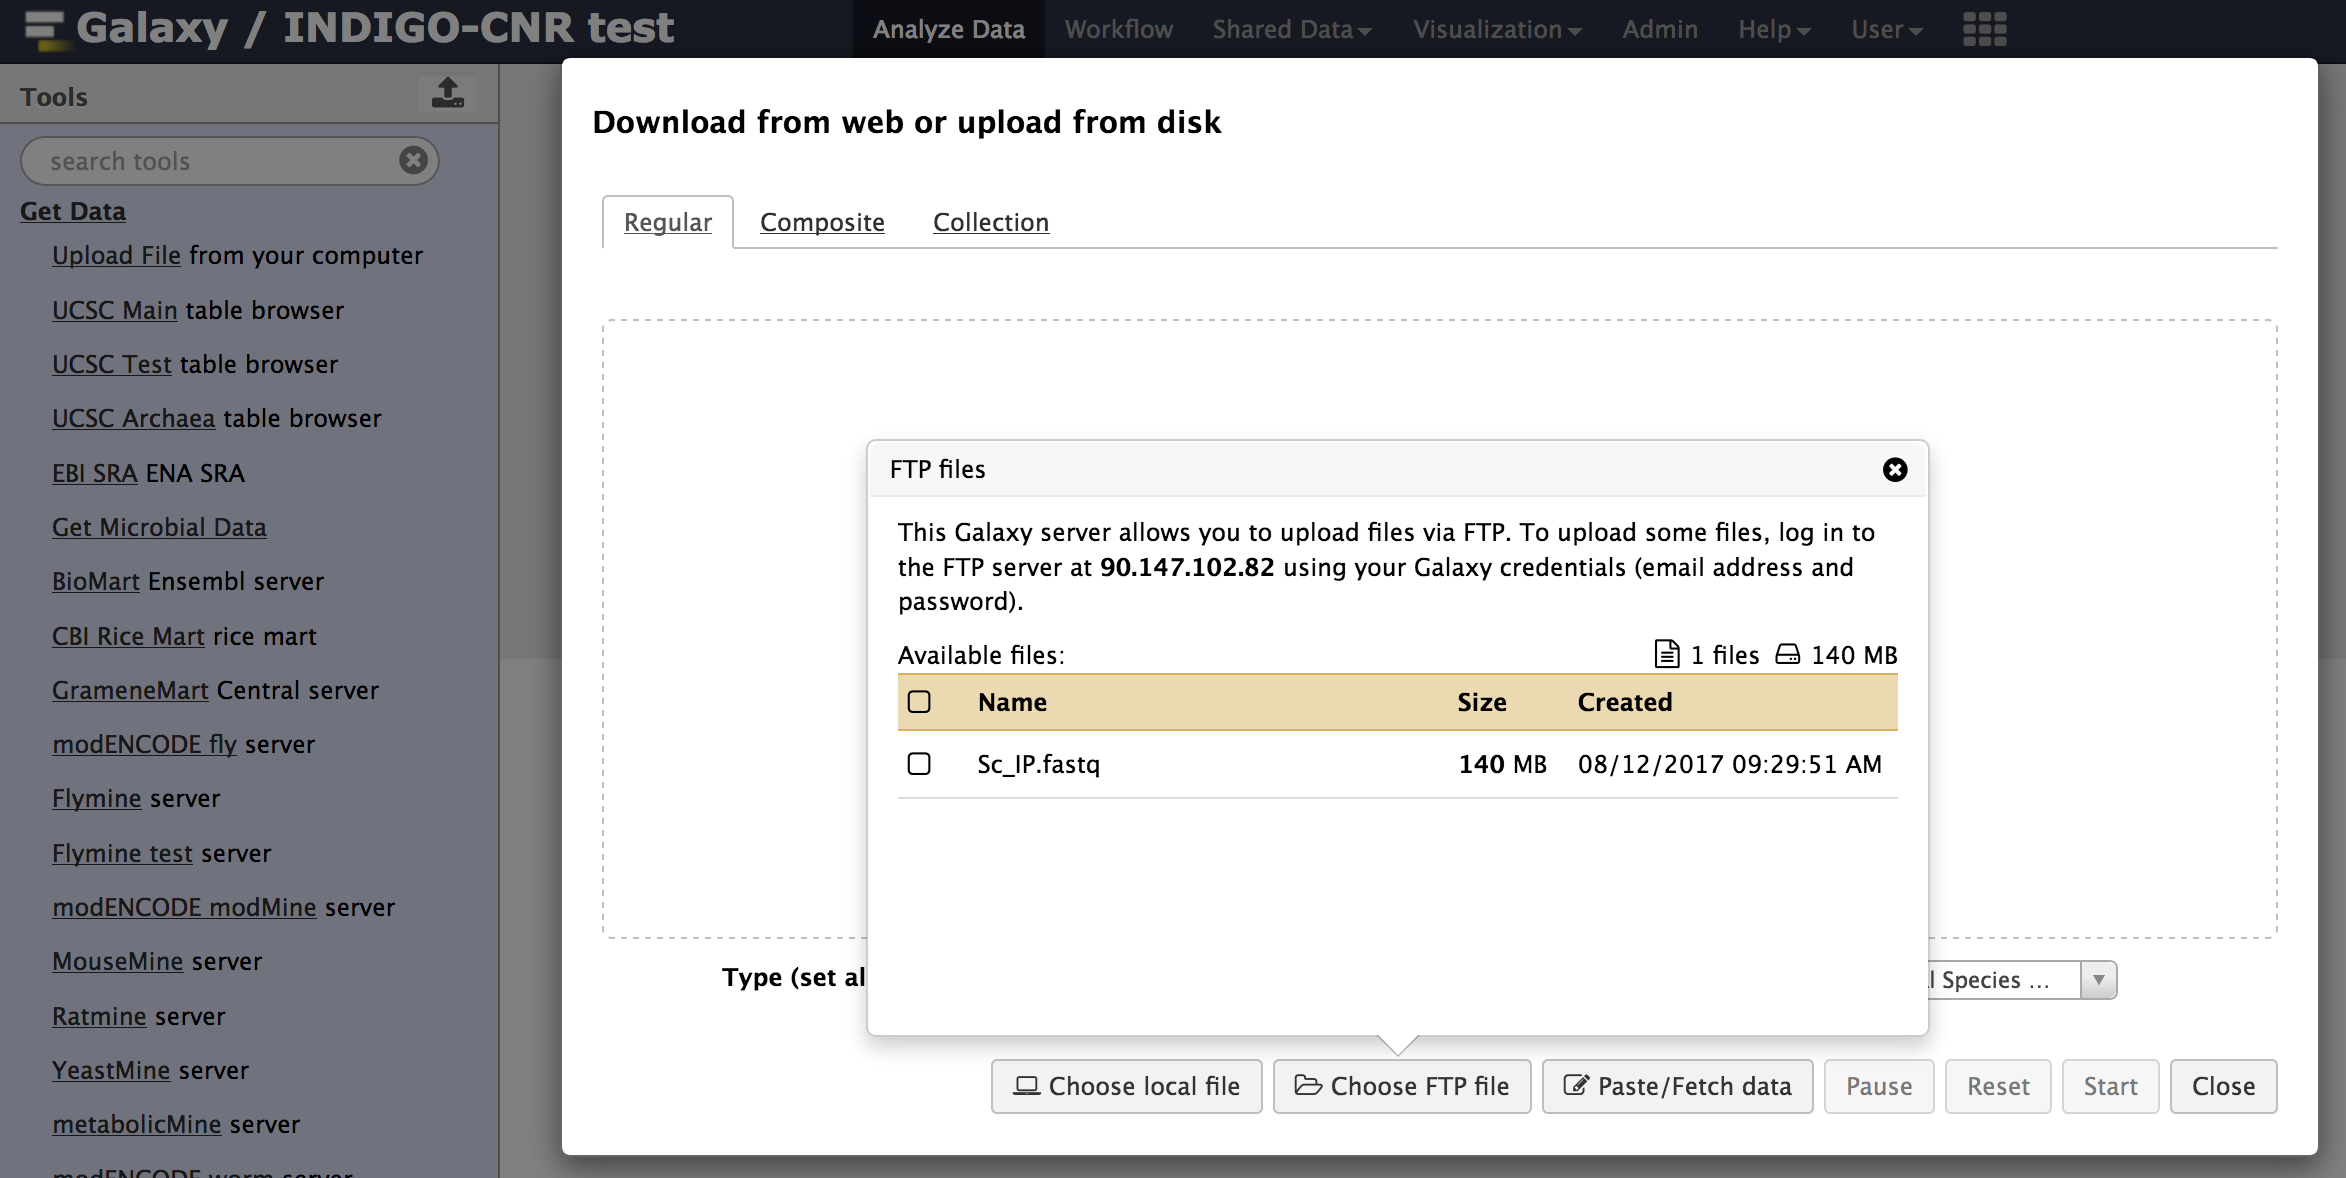 Galaxy / INDIGO-CNR test
Analyze Data
Workflow
Shared Data
Visualization
Admin
Help
User
Tools
search tools
Get Data
Upload File from your computer
UCSC Main table browser
UCSC Test table browser
UCSC Archaea table browser
EBI SRA ENA SRA
Get Microbial Data
BioMart Ensembl server
CBI Rice Mart rice mart
GrameneMart Central server
modENCODE fly server
Flymine server
Flymine test server
modENCODE modMine server
MouseMine server
Ratmine server
YeastMine server
metabolicMine server
modENCODE worm server
Download from web or upload from disk
Regular
Composite
Collection
FTP files
This Galaxy server allows you to upload files via FTP. To upload some files, log in to
the FTP server at 90.147.102.82 using your Galaxy credentials (email address and
password).
Available files:
1 files 140 MB
Name Size Created
Sc_IP.fastq 140 MB 08/12/2017 09:29:51 AM
Type (set al
l Species ...
Choose local file
Choose FTP file
Paste/Fetch data
Pause
Reset
Start
Close